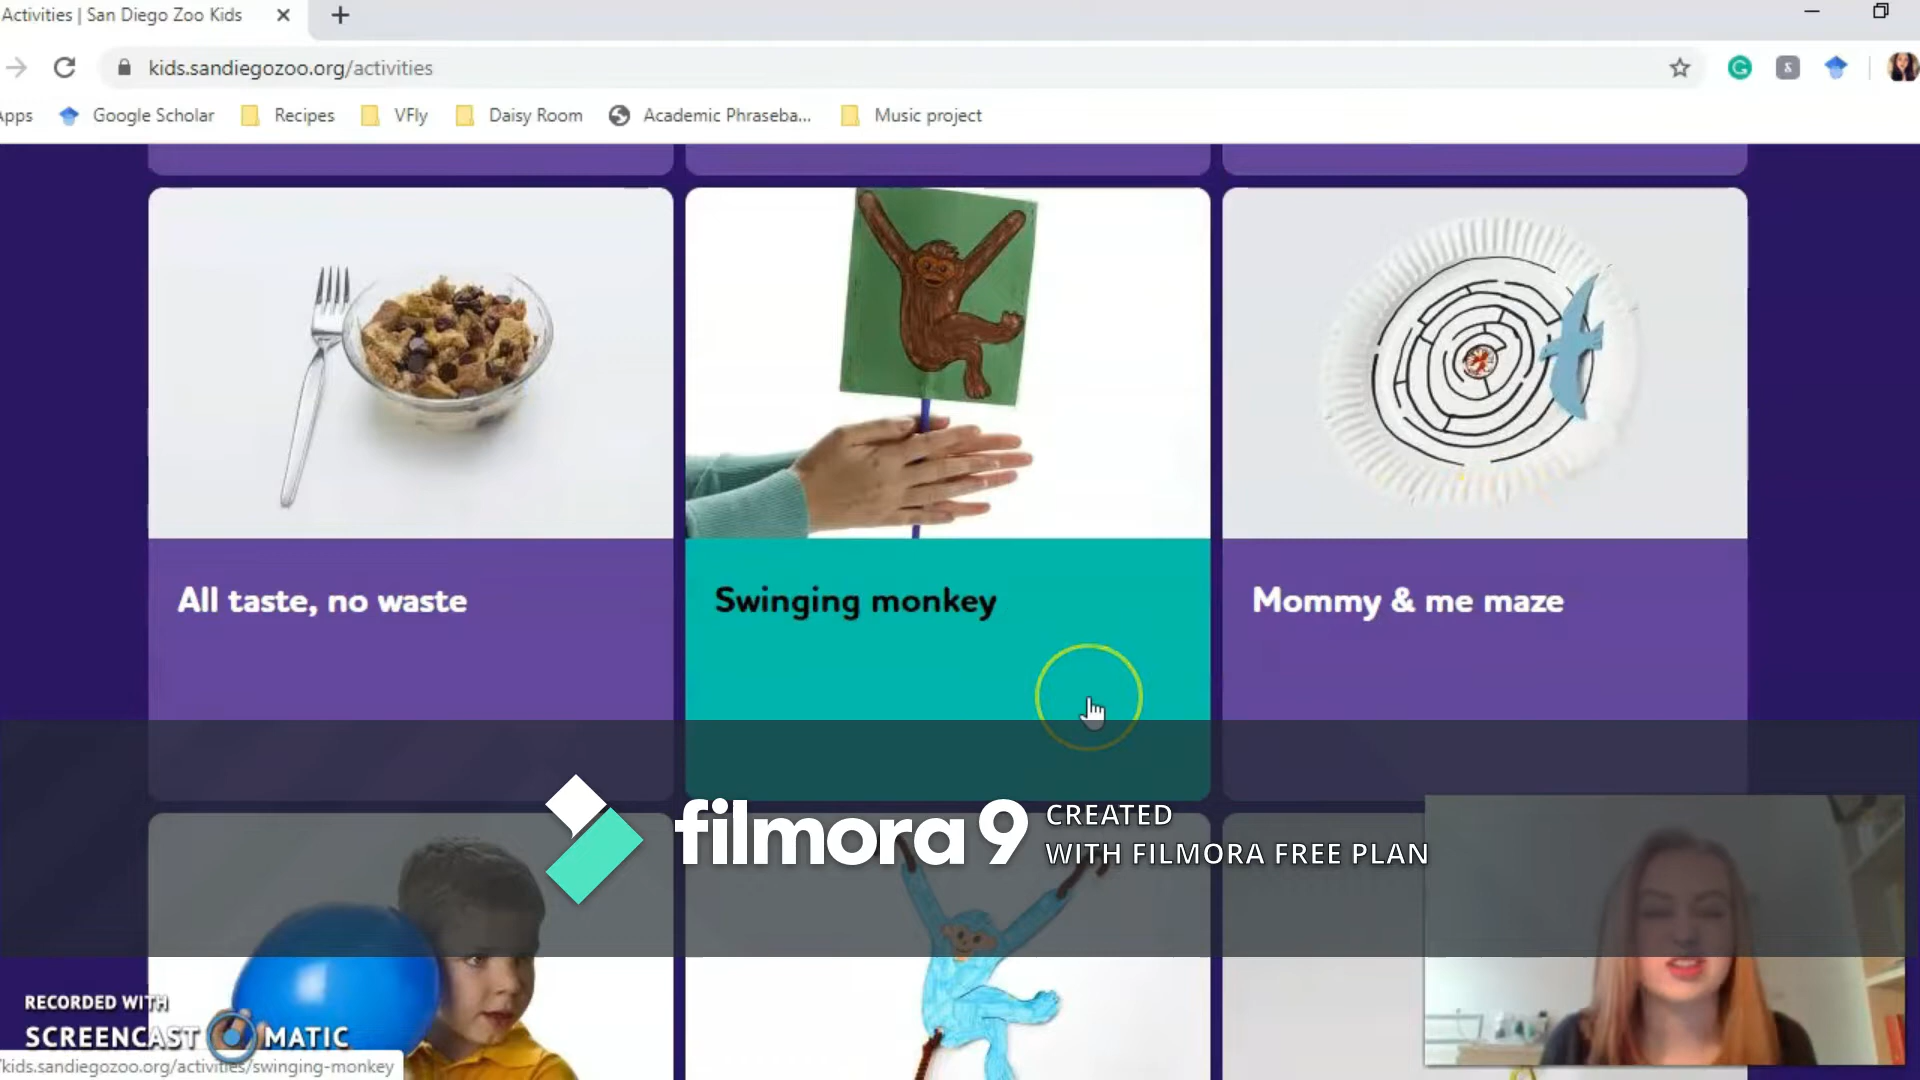 Activities | San Diego Zoo Kids
kids.sandiegozoo.org/activities
Apps
Google Scholar
Recipes
VFly
Daisy Room
Academic Phraseba...
Music project
All taste, no waste
Swinging monkey
Mommy & me maze
filmora9
CREATED
WITH FILMORA FREE PLAN
RECORDED WITH
SCREENCAST MATIC
kids.sandiegozoo.org/activities/swinging-monkey